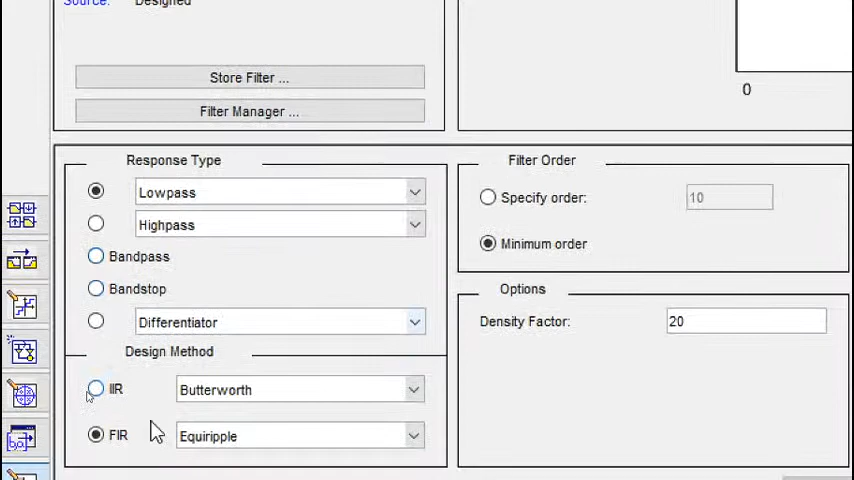 Source: Designed
Store Filter ...
Filter Manager ...
0
Response Type
Lowpass
Highpass
Bandpass
Bandstop
Differentiator
Design Method
IIR Butterworth
FIR Equiripple
Filter Order
Specify order: 10
Minimum order
Options
Density Factor: 20